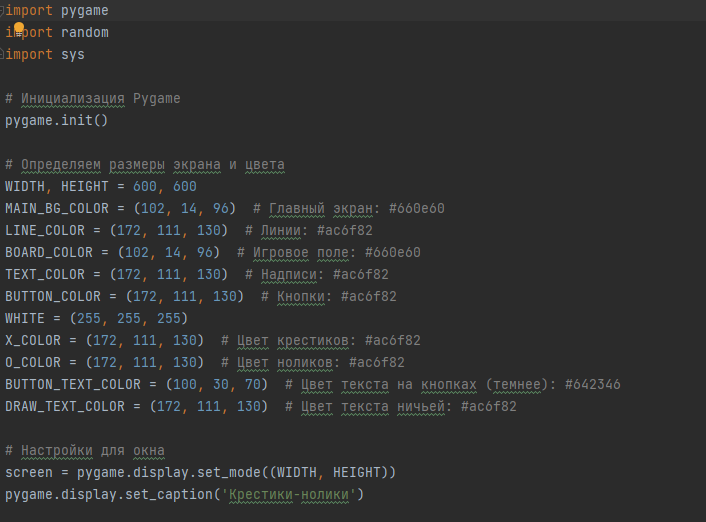 import pygame
import random
import sys
# Инициализация Pygame
pygame.init()
# Определяем размеры экрана и цвета
WIDTH, HEIGHT = 600, 600
MAIN_BG_COLOR = (102, 14, 96)  # Главный экран: #660e60
LINE_COLOR = (172, 111, 130)  # Линии: #ac6f82
BOARD_COLOR = (102, 14, 96)  # Игровое поле: #660e60
TEXT_COLOR = (172, 111, 130)  # Надписи: #ac6f82
BUTTON_COLOR = (172, 111, 130)  # Кнопки: #ac6f82
WHITE = (255, 255, 255)
X_COLOR = (172, 111, 130)  # Цвет крестиков: #ac6f82
O_COLOR = (172, 111, 130)  # Цвет ноликов: #ac6f82
BUTTON_TEXT_COLOR = (100, 30, 70)  # Цвет текста на кнопках (темнее): #642346
DRAW_TEXT_COLOR = (172, 111, 130)  # Цвет текста ничьей: #ac6f82
# Настройки для окна
screen = pygame.display.set_mode((WIDTH, HEIGHT))
pygame.display.set_caption('Крестики-нолики')